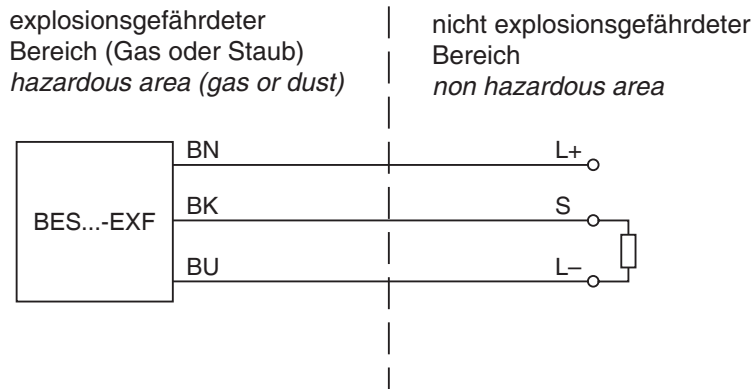 explosionsgefährdeter
Bereich (Gas oder Staub)
hazardous area (gas or dust)
nicht explosionsgefährdeter
Bereich
non hazardous area
BN
L+
BES...-EXF
BK
S
BU
L–